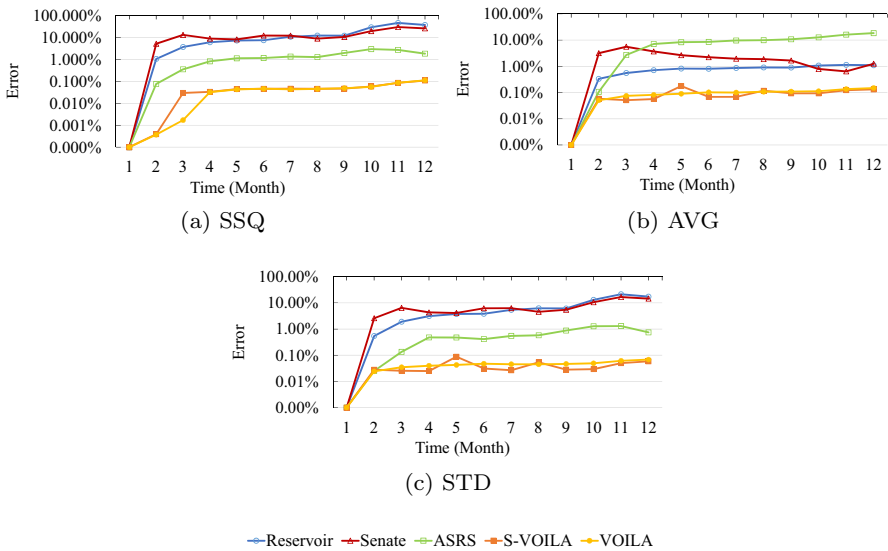 100.000%
10.000%
1.000%
0.100%
0.010%
0.001%
0.000%
Error
1 2 3 4 5 6 7 8 9 10 11 12
Time (Month)
(a) SSQ
100.00%
10.00%
1.00%
0.10%
0.01%
0.00%
Error
1 2 3 4 5 6 7 8 9 10 11 12
Time (Month)
(b) AVG
100.00%
10.00%
1.00%
0.10%
0.01%
0.00%
Error
1 2 3 4 5 6 7 8 9 10 11 12
Time (Month)
(c) STD
Reservoir Senate ASRS S-VOILA VOILA